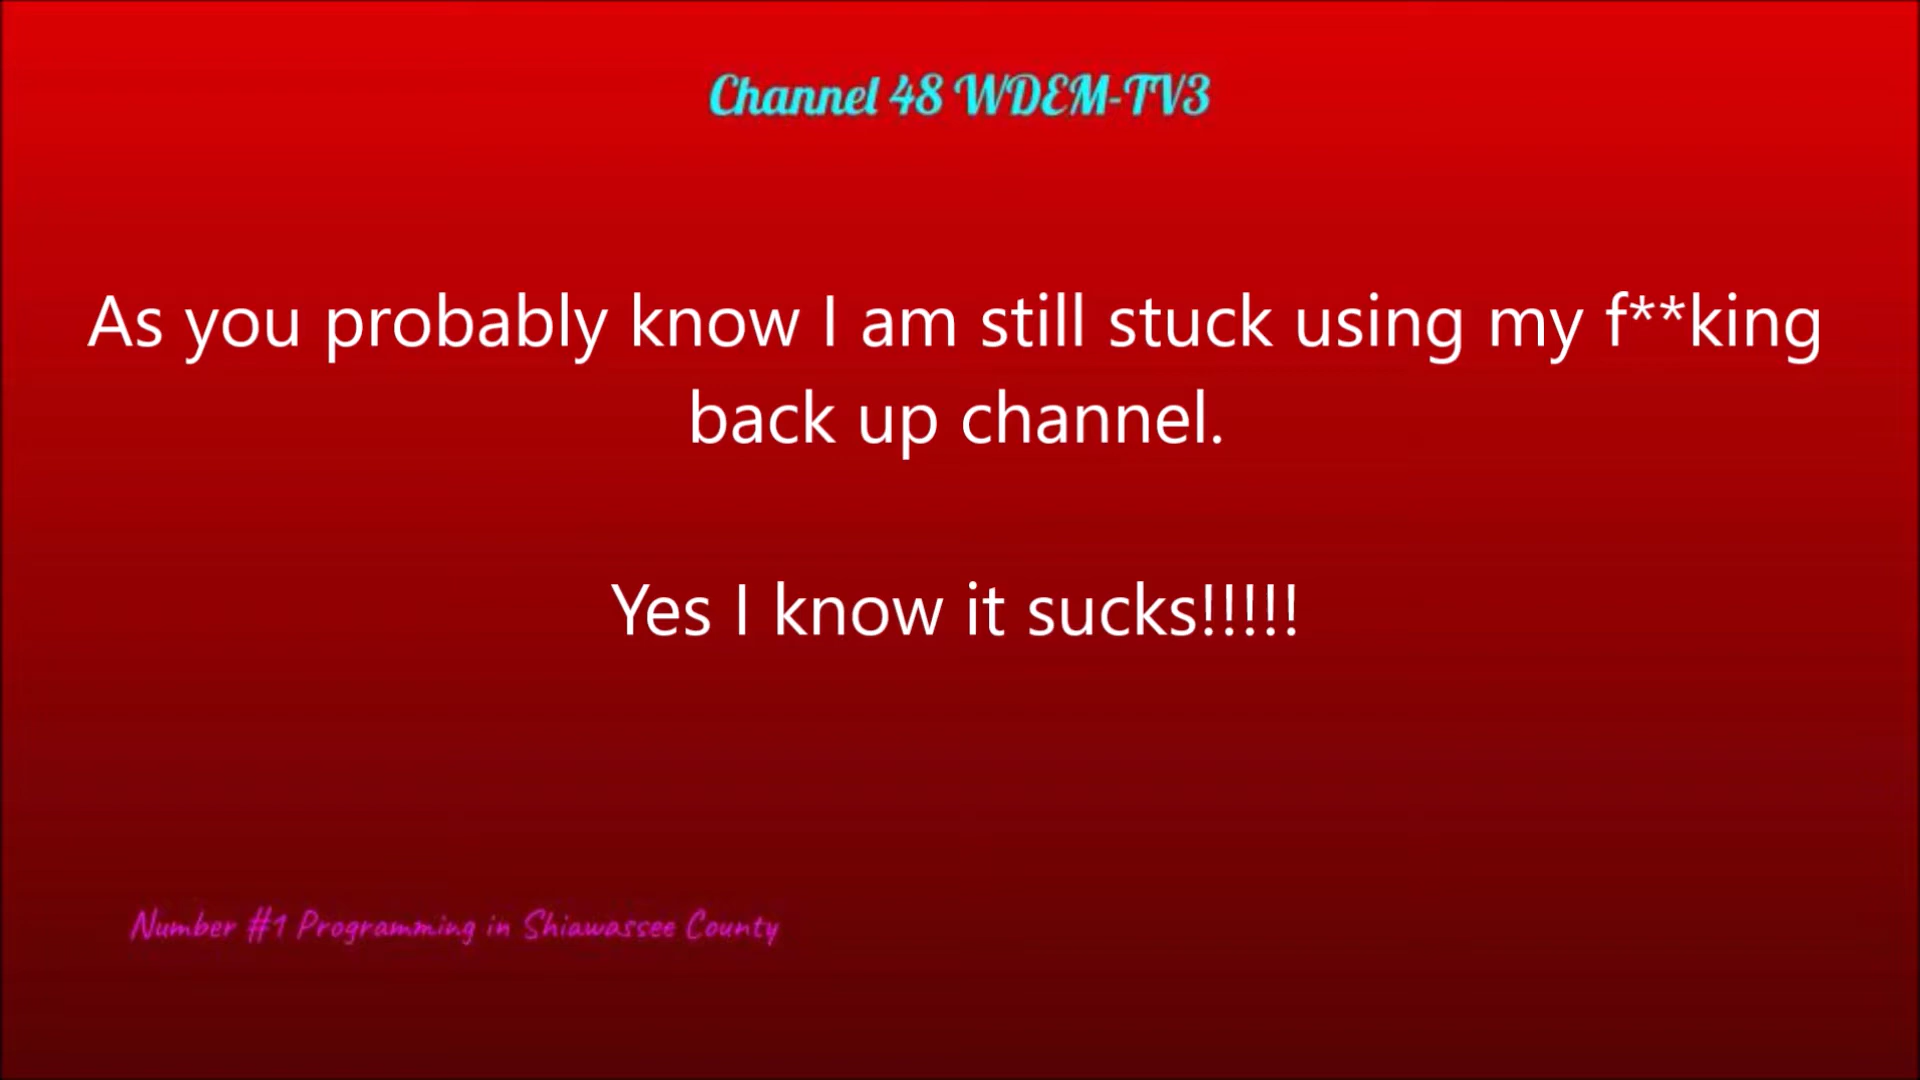 Channel 48 WDEM-TV3
As you probably know I am still stuck using my f**king
back up channel.
Yes I know it sucks!!!!!
Number #1 Programming in Shiawassee County